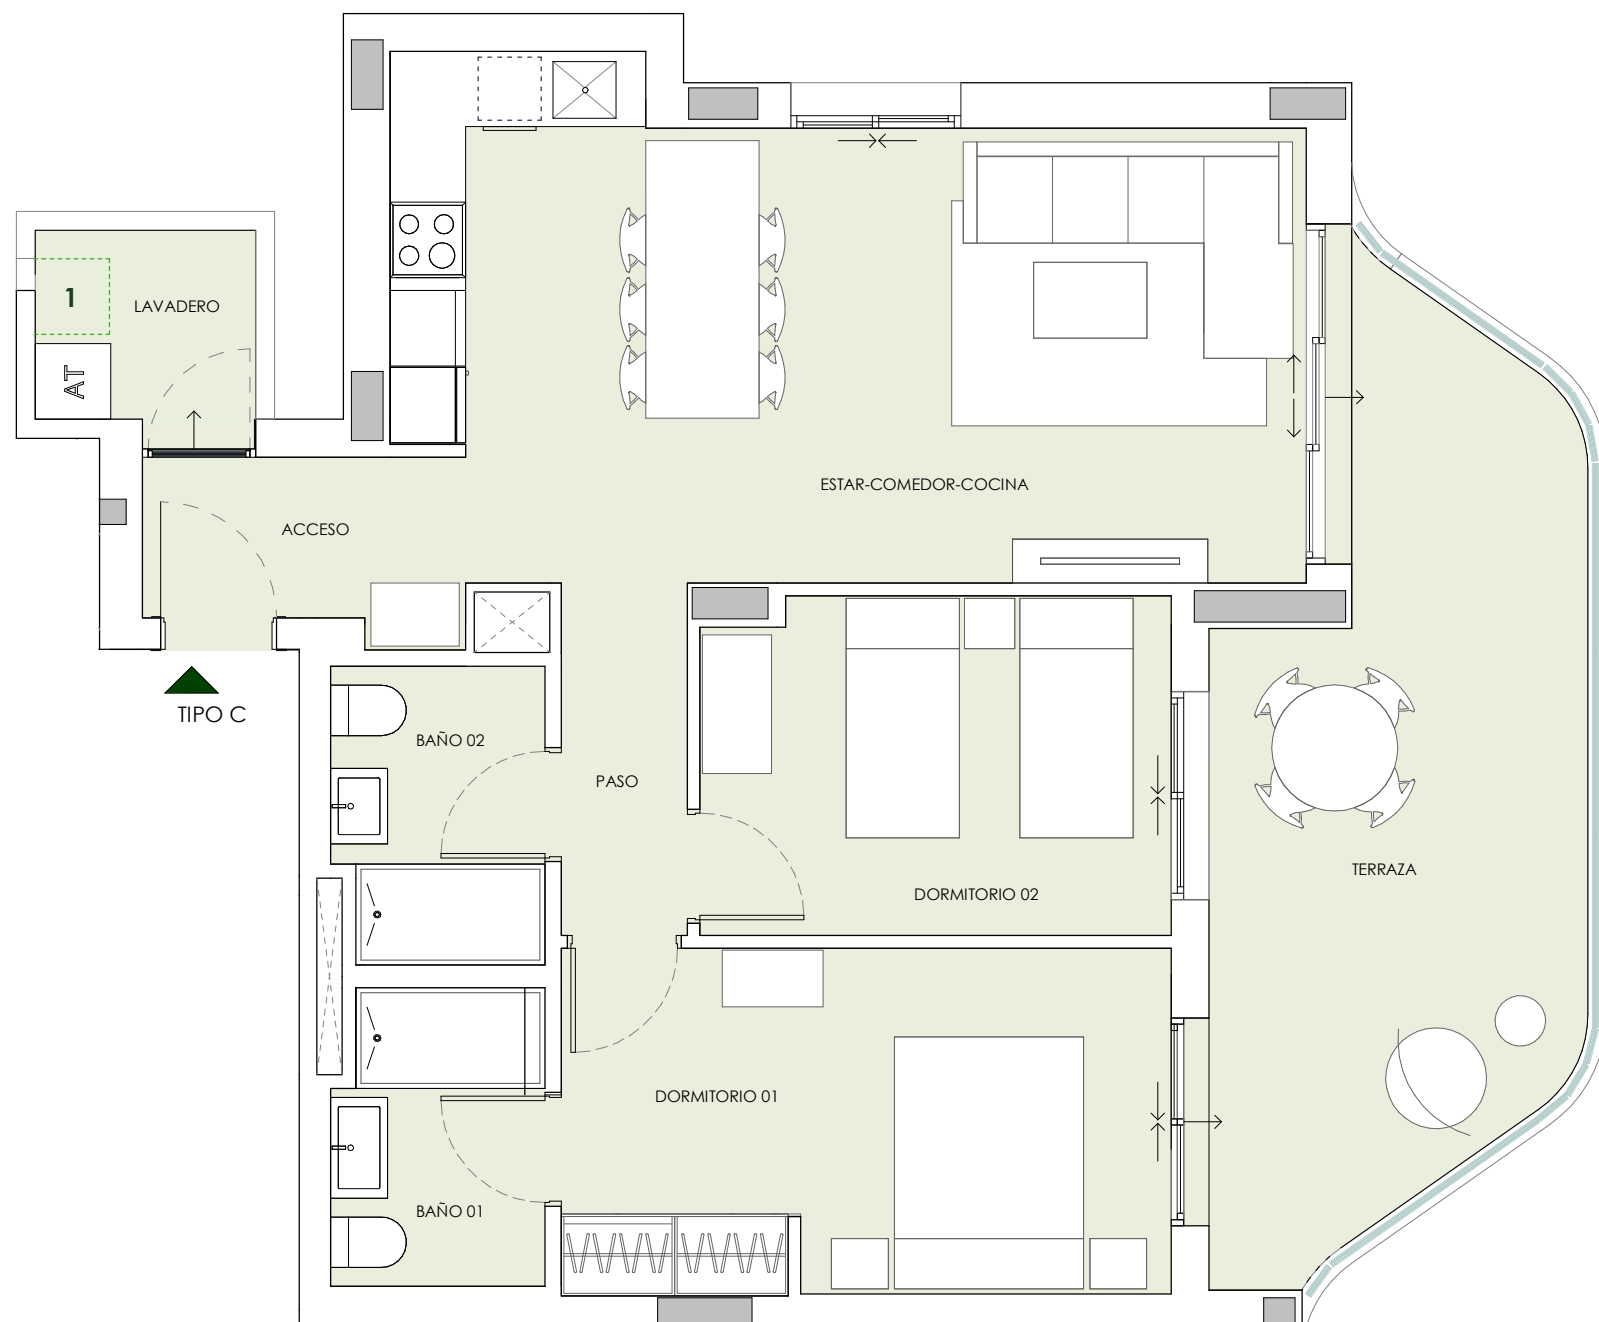 1
LAVADERO
AT
ESTAR-COMEDOR-COCINA
ACCESO
TIPO C
BAÑO 02
PASO
TERRAZA
DORMITORIO 02
DORMITORIO 01
BAÑO 01